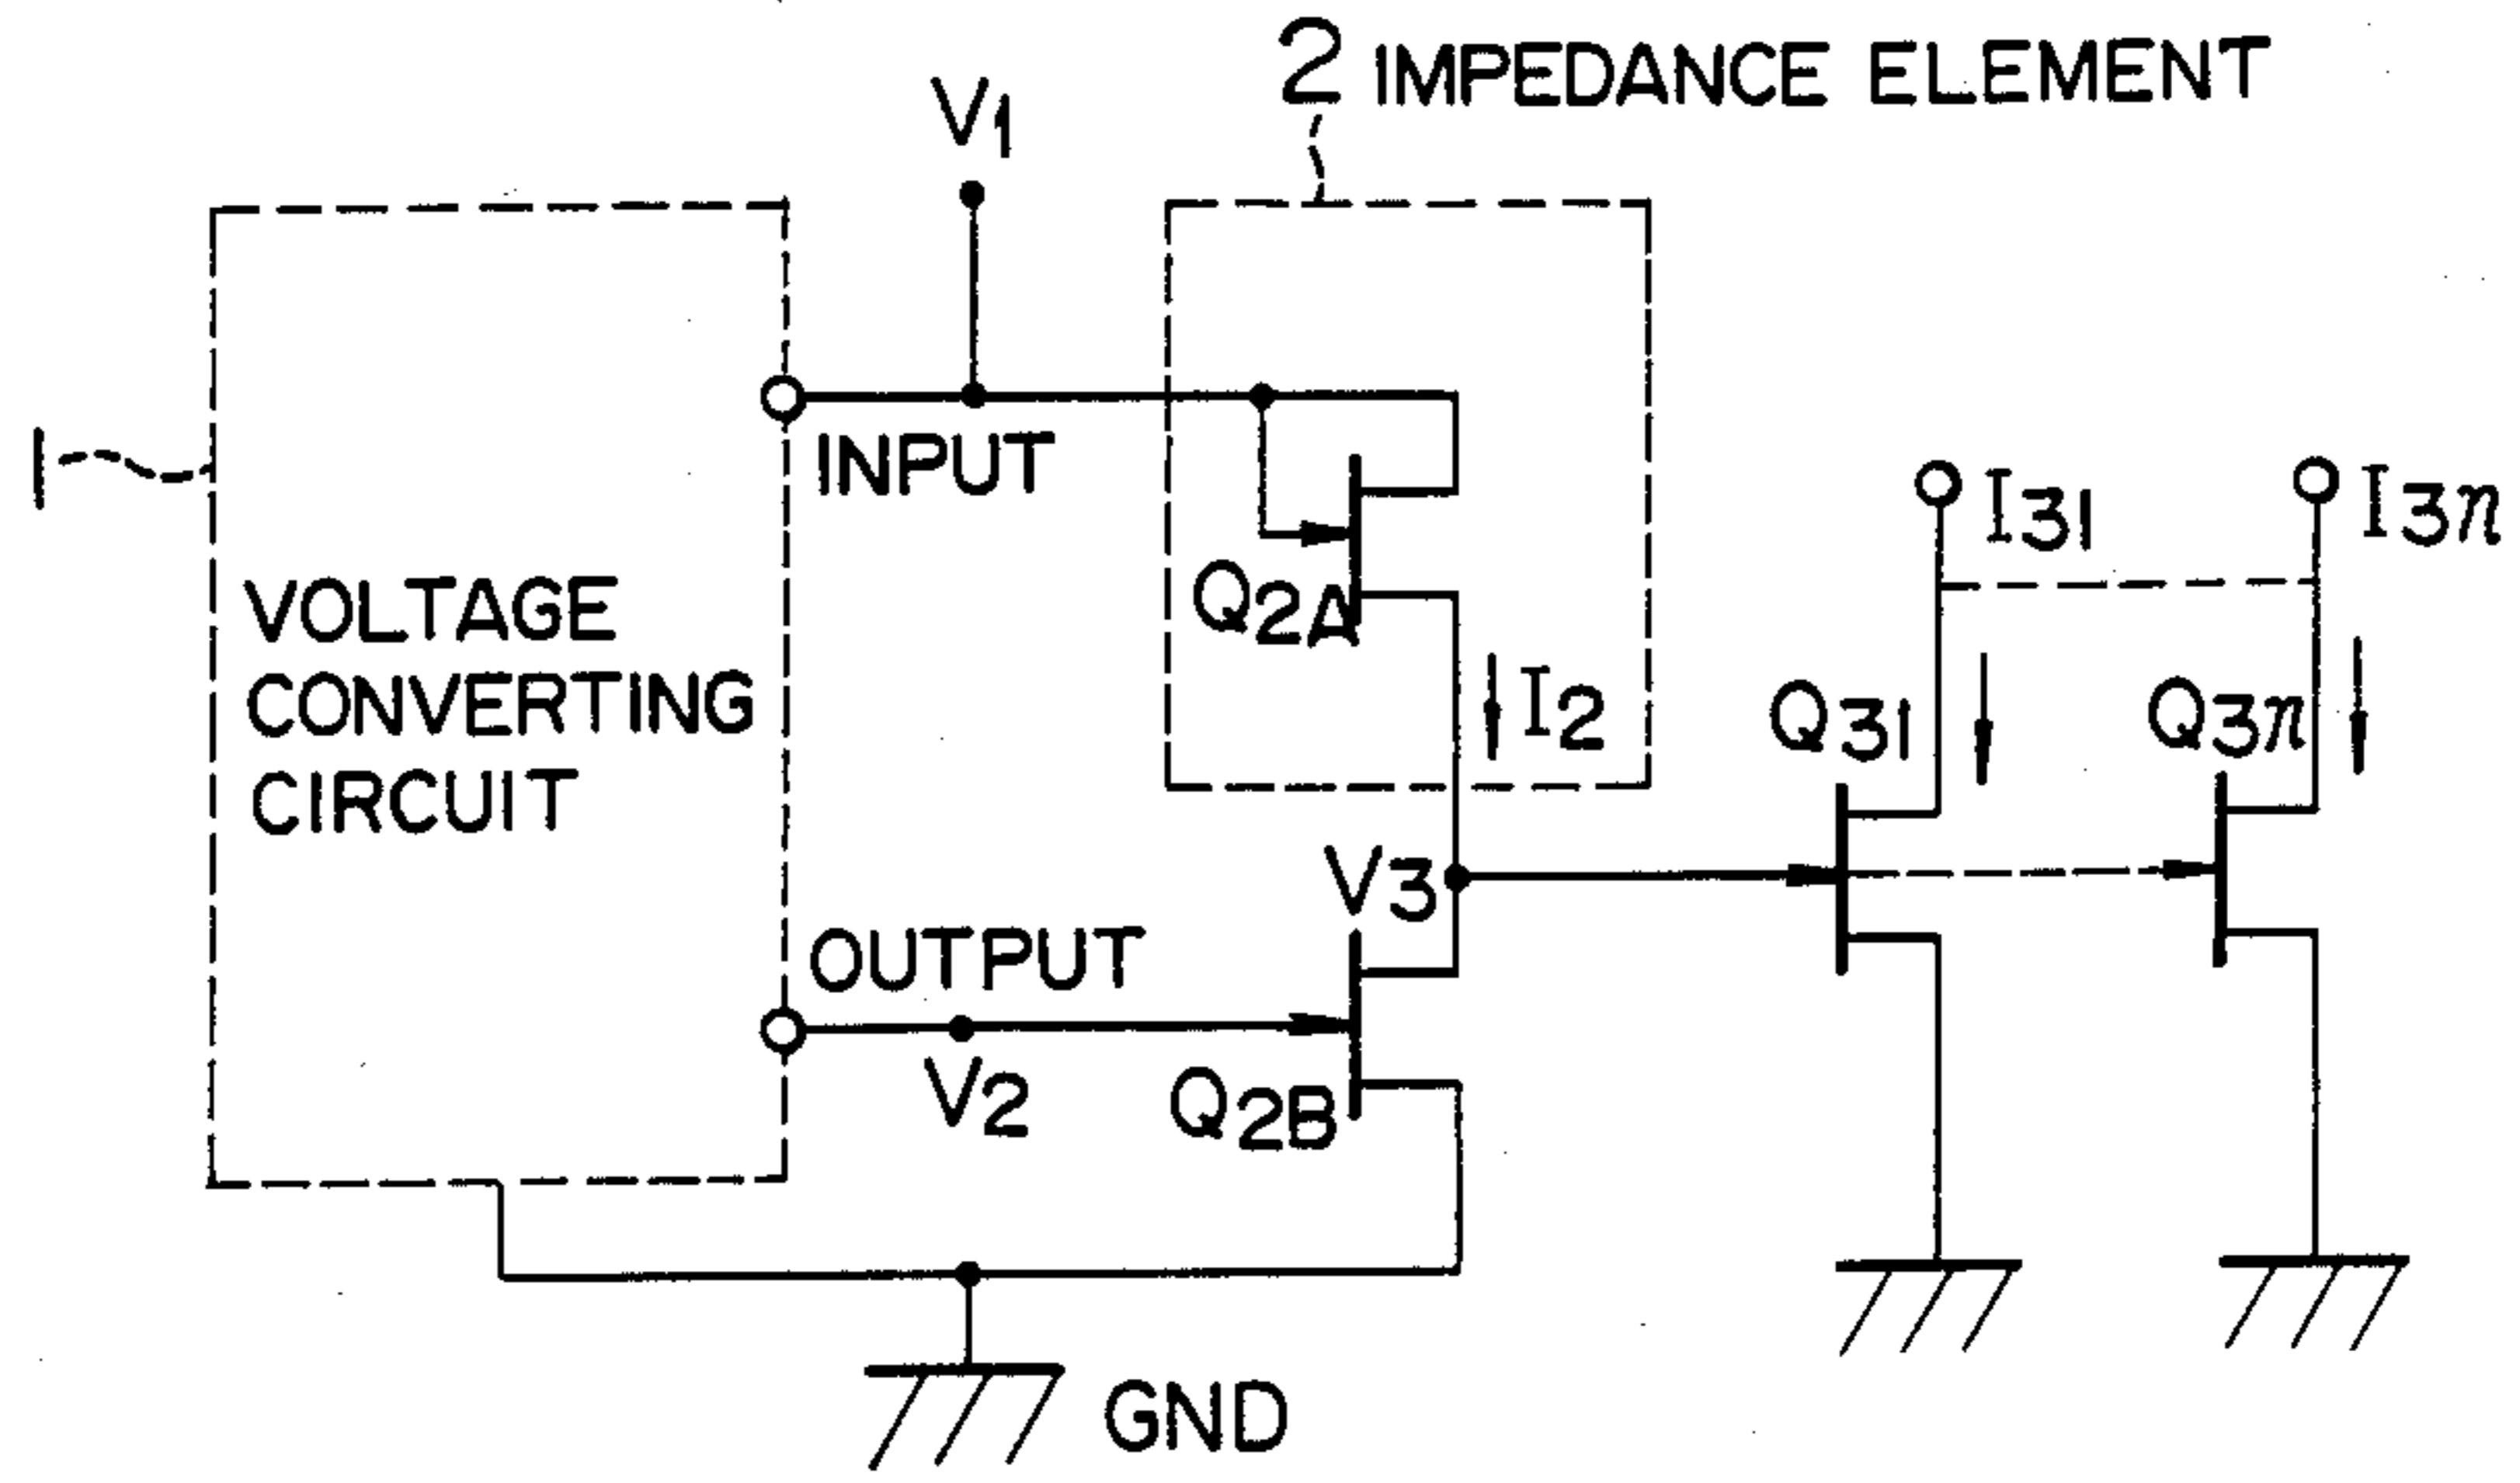 2 IMPEDANCE ELEMENT
V1
1
INPUT
VOLTAGE
CONVERTING
CIRCUIT
Q2A
I2
I31
I3n
Q31
Q3n
V3
OUTPUT
V2
Q2B
GND